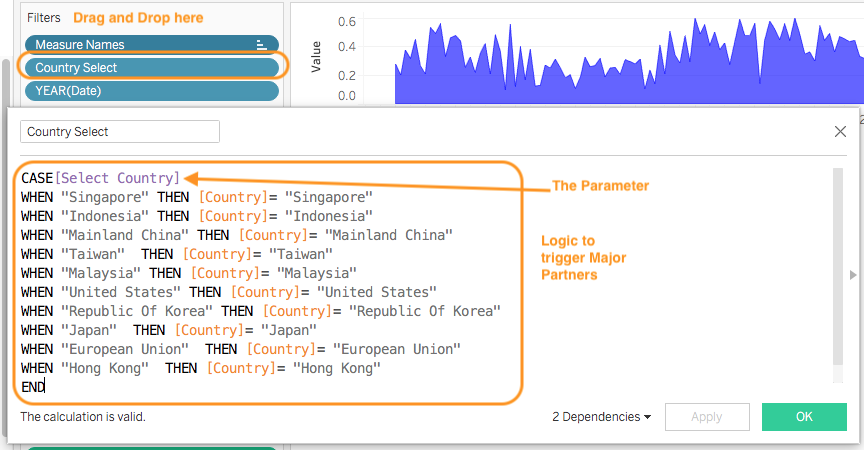 Filters Drag and Drop here
Measure Names
Country Select
YEAR(Date)
Value
0.6
0.4
0.2
0.0
2
Country Select
CASE[Select Country]
WHEN "Singapore" THEN [Country]= "Singapore"
WHEN "Indonesia" THEN [Country]= "Indonesia"
WHEN "Mainland China" THEN [Country]= "Mainland China"
WHEN "Taiwan"  THEN [Country]= "Taiwan"
WHEN "Malaysia" THEN [Country]= "Malaysia"
WHEN "United States" THEN [Country]= "United States"
WHEN "Republic Of Korea" THEN [Country]= "Republic Of Korea"
WHEN "Japan"  THEN [Country]= "Japan"
WHEN "European Union"  THEN [Country]= "European Union"
WHEN "Hong Kong"  THEN [Country]= "Hong Kong"
END
The Parameter
Logic to
trigger Major
Partners
The calculation is valid.
2 Dependencies
Apply
OK